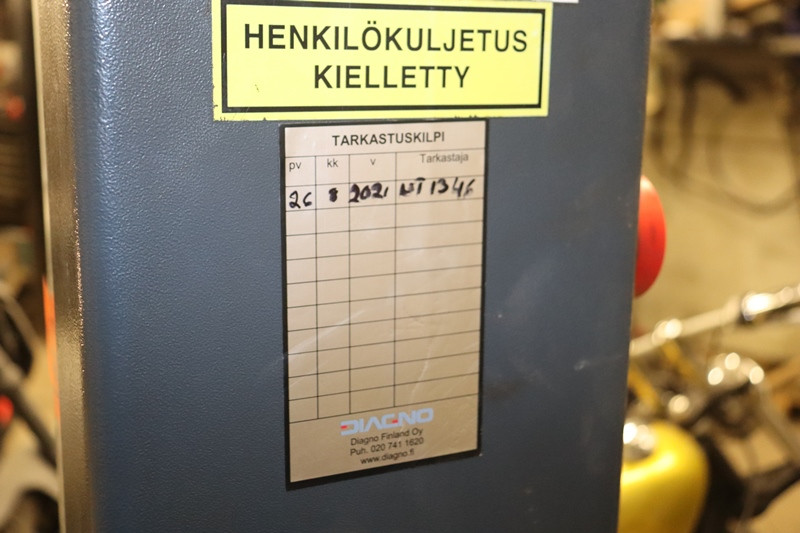 HENKILÖKULJETUS
KIELLETTY
TARKASTUSKILPI
pv kk v Tarkastaja
26 8 2021 1346
DIAGNO
Diagno Finland Oy
Puh. 020 741 1620
www.diagno.fi